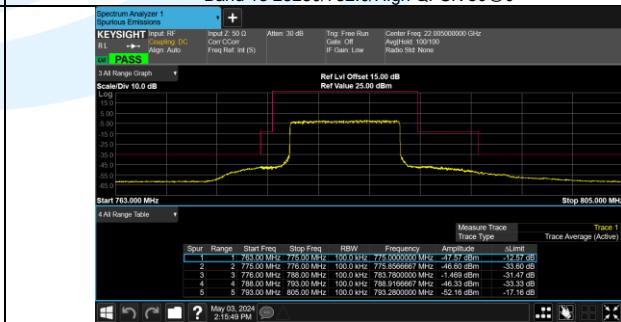 Spectrum Analyzer 1
Spurious Emissions
+
KEYSIGHT Input: RF Input Z: 50 Ω Atten: 30 dB Trig: Free Run Center Freq: 22.005000000 GHz
R L Coupling: DC Corr CCorr Gate: Off Avg|Hold: 100/100
Align: Auto Freq Ref: Int (S) IF Gain: Low Radio Std: None
PASS
3 All Range Graph Ref Lvl Offset 15.00 dB
Scale/Div 10.0 dB Ref Value 25.00 dBm
Log
15.0
5.00
-5.00
-15.0
-25.0
-35.0
-45.0
-55.0
-65.0
Start 763.000 MHz Stop 805.000 MHz
4 All Range Table
Measure Trace Trace 1
Trace Type Trace Average (Active)
Spur Range Start Freq Stop Freq RBW Frequency Amplitude ΔLimit
1 1 763.00 MHz 775.00 MHz 100.0 kHz 775.0000000 MHz -47.57 dBm -12.57 dB
2 2 775.00 MHz 776.00 MHz 100.0 kHz 775.8566667 MHz -46.60 dBm -33.60 dB
3 3 776.00 MHz 788.00 MHz 100.0 kHz 783.7800000 MHz -1.469 dBm -31.47 dB
4 4 788.00 MHz 793.00 MHz 100.0 kHz 788.9166667 MHz -46.33 dBm -33.33 dB
5 5 793.00 MHz 805.00 MHz 100.0 kHz 793.2800000 MHz -52.16 dBm -17.16 dB
? May 03, 2024
2:15:49 PM